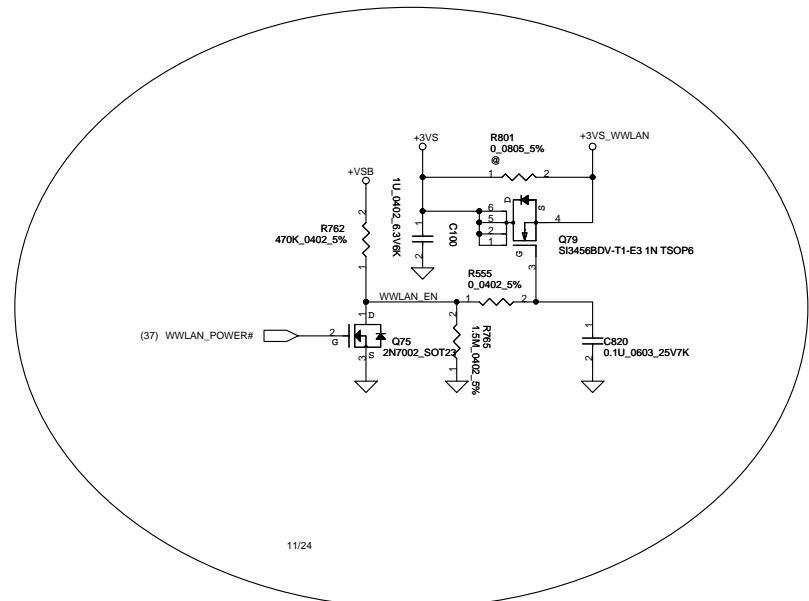 +3VS
R801
0_0805_5%
@
+3VS_WWLAN
1 2
+VSB
2
R762
470K_0402_5%
1
1U_0402_6.3V6K
1
2
C100
6
5
2
1
D
S
4
G
Q79
SI3456BDV-T1-E3 1N TSOP6
3
R555
0_0402_5%
WWLAN_EN
1 2
(37) WWLAN_POWER#
2
G
1
D
S
3
Q75
2N7002_SOT23
2
1
R765
1.5M_0402_5%
1
2
C820
0.1U_0603_25V7K
11/24